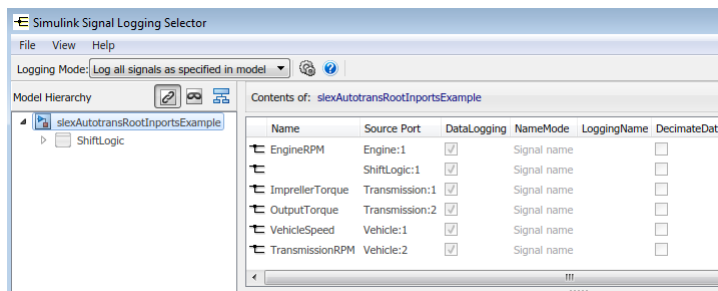 Simulink Signal Logging Selector
File View Help
Logging Mode: Log all signals as specified in model
Model Hierarchy
Contents of: slexAutotransRootInportsExample
slexAutotransRootInportsExample
ShiftLogic
Name Source Port DataLogging NameMode LoggingName DecimateDat
EngineRPM Engine:1 Signal name
ShiftLogic:1 Signal name
ImprellerTorque Transmission:1 Signal name
OutputTorque Transmission:2 Signal name
VehicleSpeed Vehicle:1 Signal name
TransmissionRPM Vehicle:2 Signal name